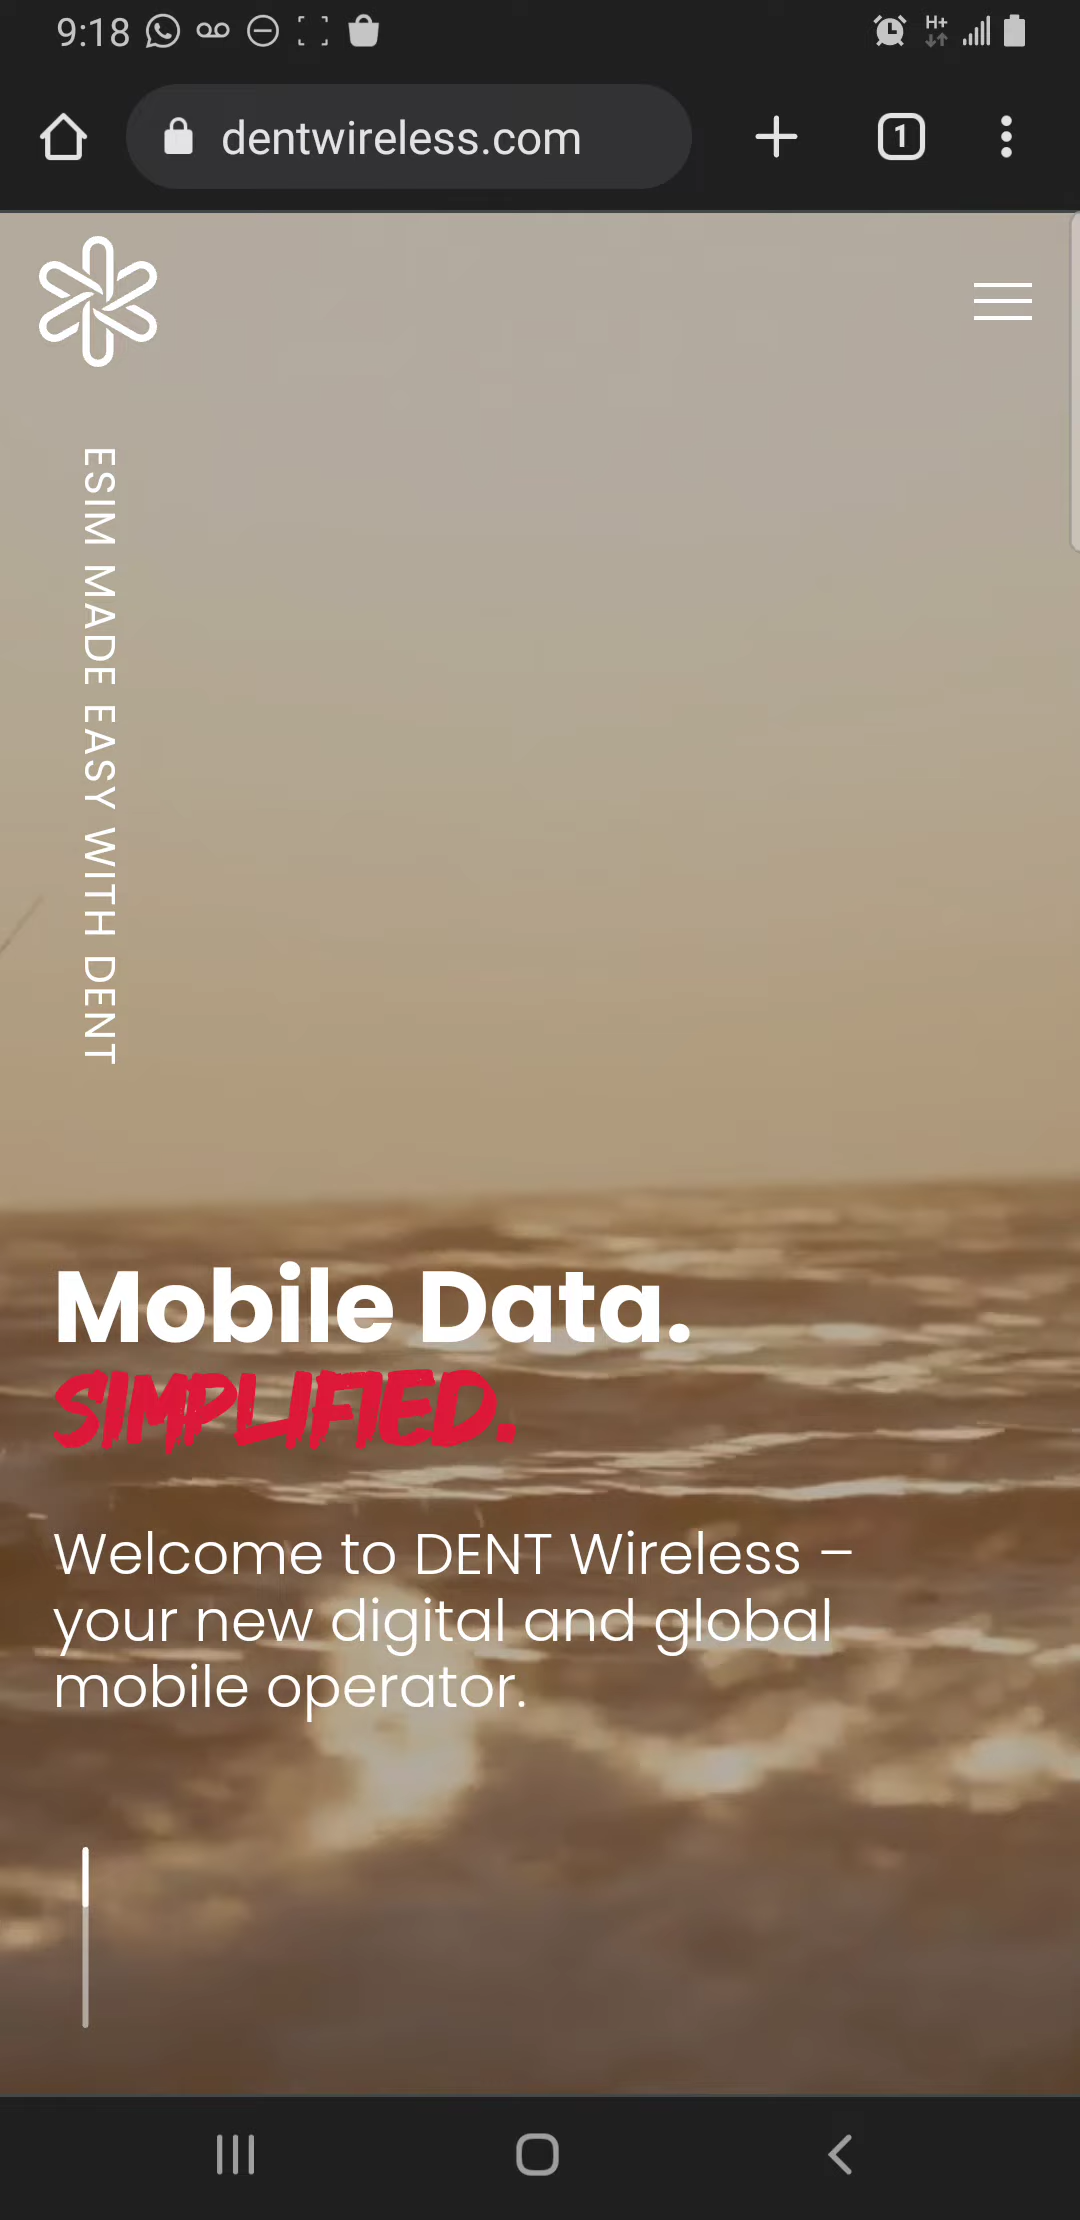 9:18
H+
dentwireless.com
1
ESIM MADE EASY WITH DENT
Mobile Data.
SIMPLIFIED.
Welcome to DENT Wireless –
your new digital and global
mobile operator.